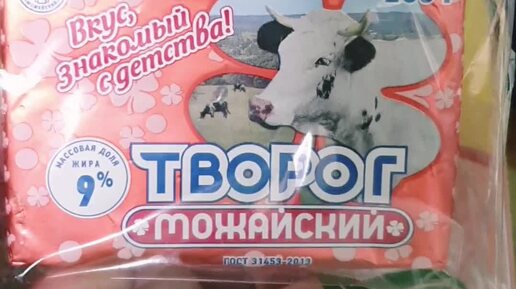 Вкус,
знакомый
с детства!
МАССОВАЯ ДОЛЯ
ЖИРА
9%
ТВОРОГ
МОЖАЙСКИЙ
ГОСТ 31453-2013